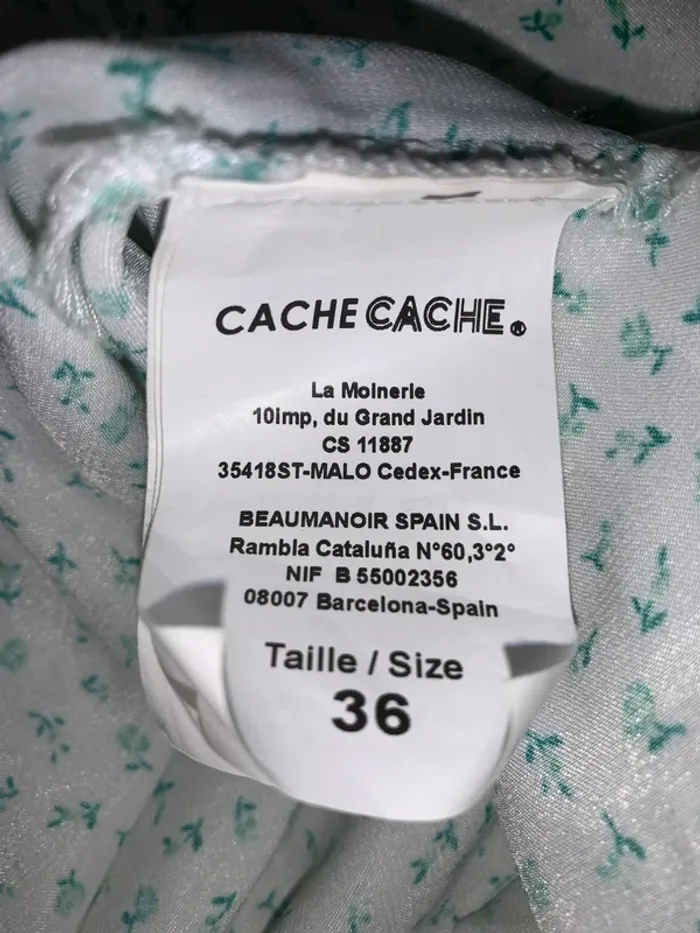 CACHE CACHE®
La Moinerie
10Imp, du Grand Jardin
CS 11887
35418ST-MALO Cedex-France
BEAUMANOIR SPAIN S.L.
Rambla Cataluña N°60,3°2°
NIF B 55002356
08007 Barcelona-Spain
Taille / Size
36